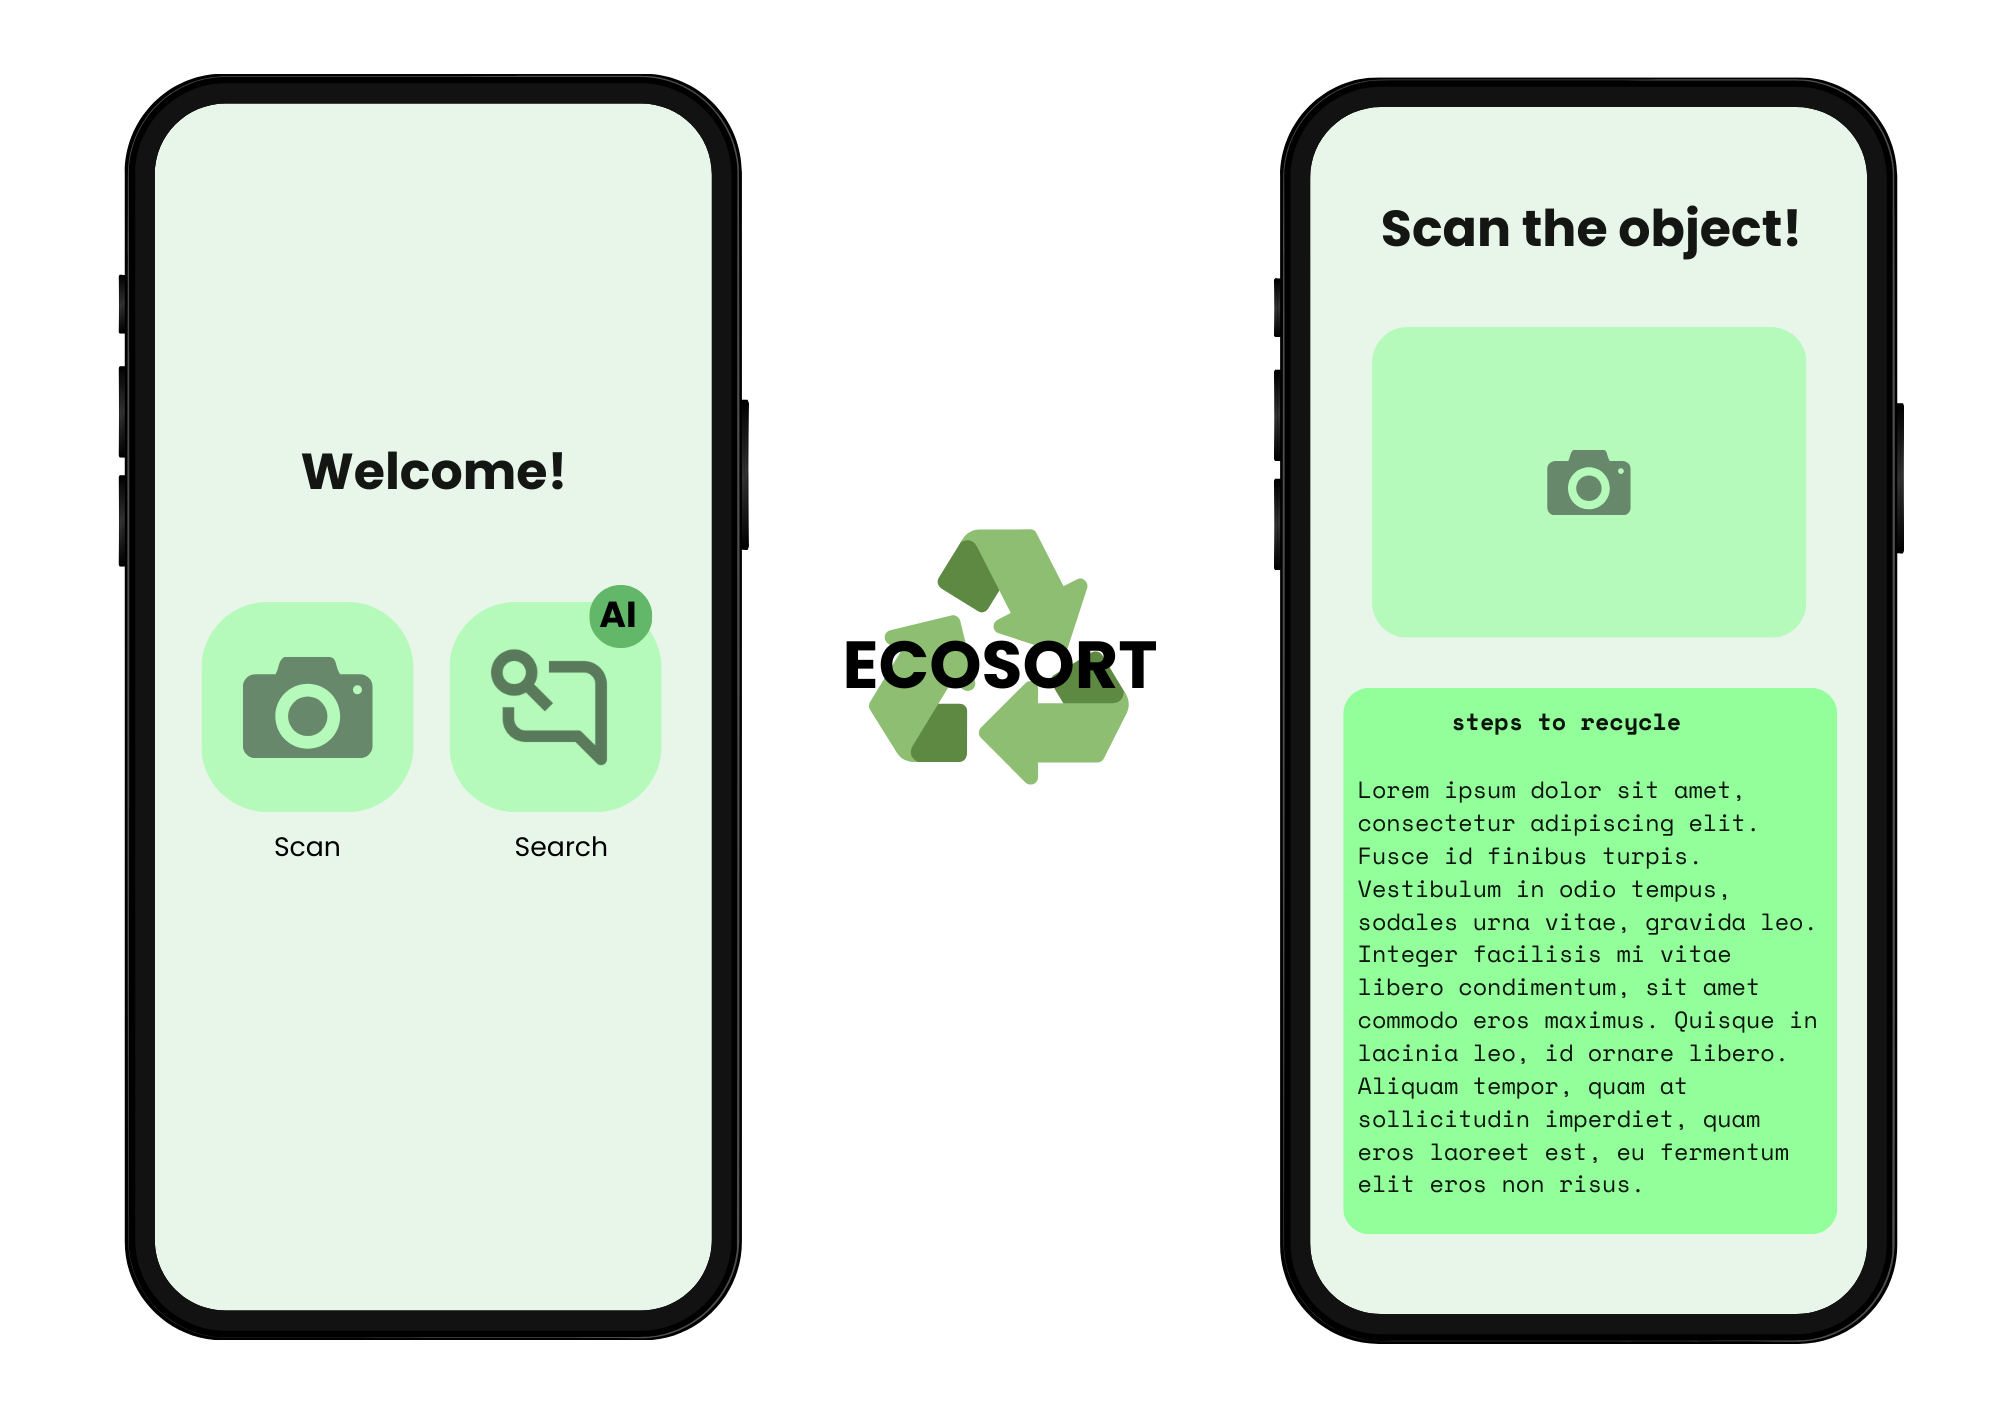 Welcome!
AI
Scan
Search
ECOSORT
Scan the object!
steps to recycle
Lorem ipsum dolor sit amet,
consectetur adipiscing elit.
Fusce id finibus turpis.
Vestibulum in odio tempus,
sodales urna vitae, gravida leo.
Integer facilisis mi vitae
libero condimentum, sit amet
commodo eros maximus. Quisque in
lacinia leo, id ornare libero.
Aliquam tempor, quam at
sollicitudin imperdiet, quam
eros laoreet est, eu fermentum
elit eros non risus.